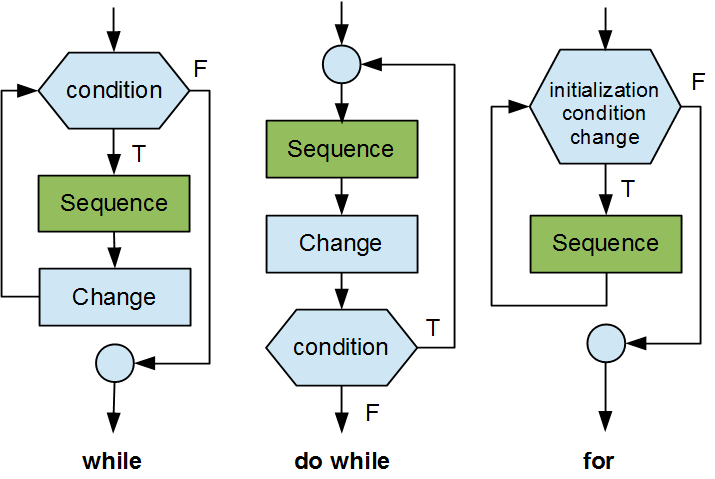 condition
F
T
Sequence
Change
while
Sequence
Change
condition
T
F
do while
initialization
condition
change
F
T
Sequence
for